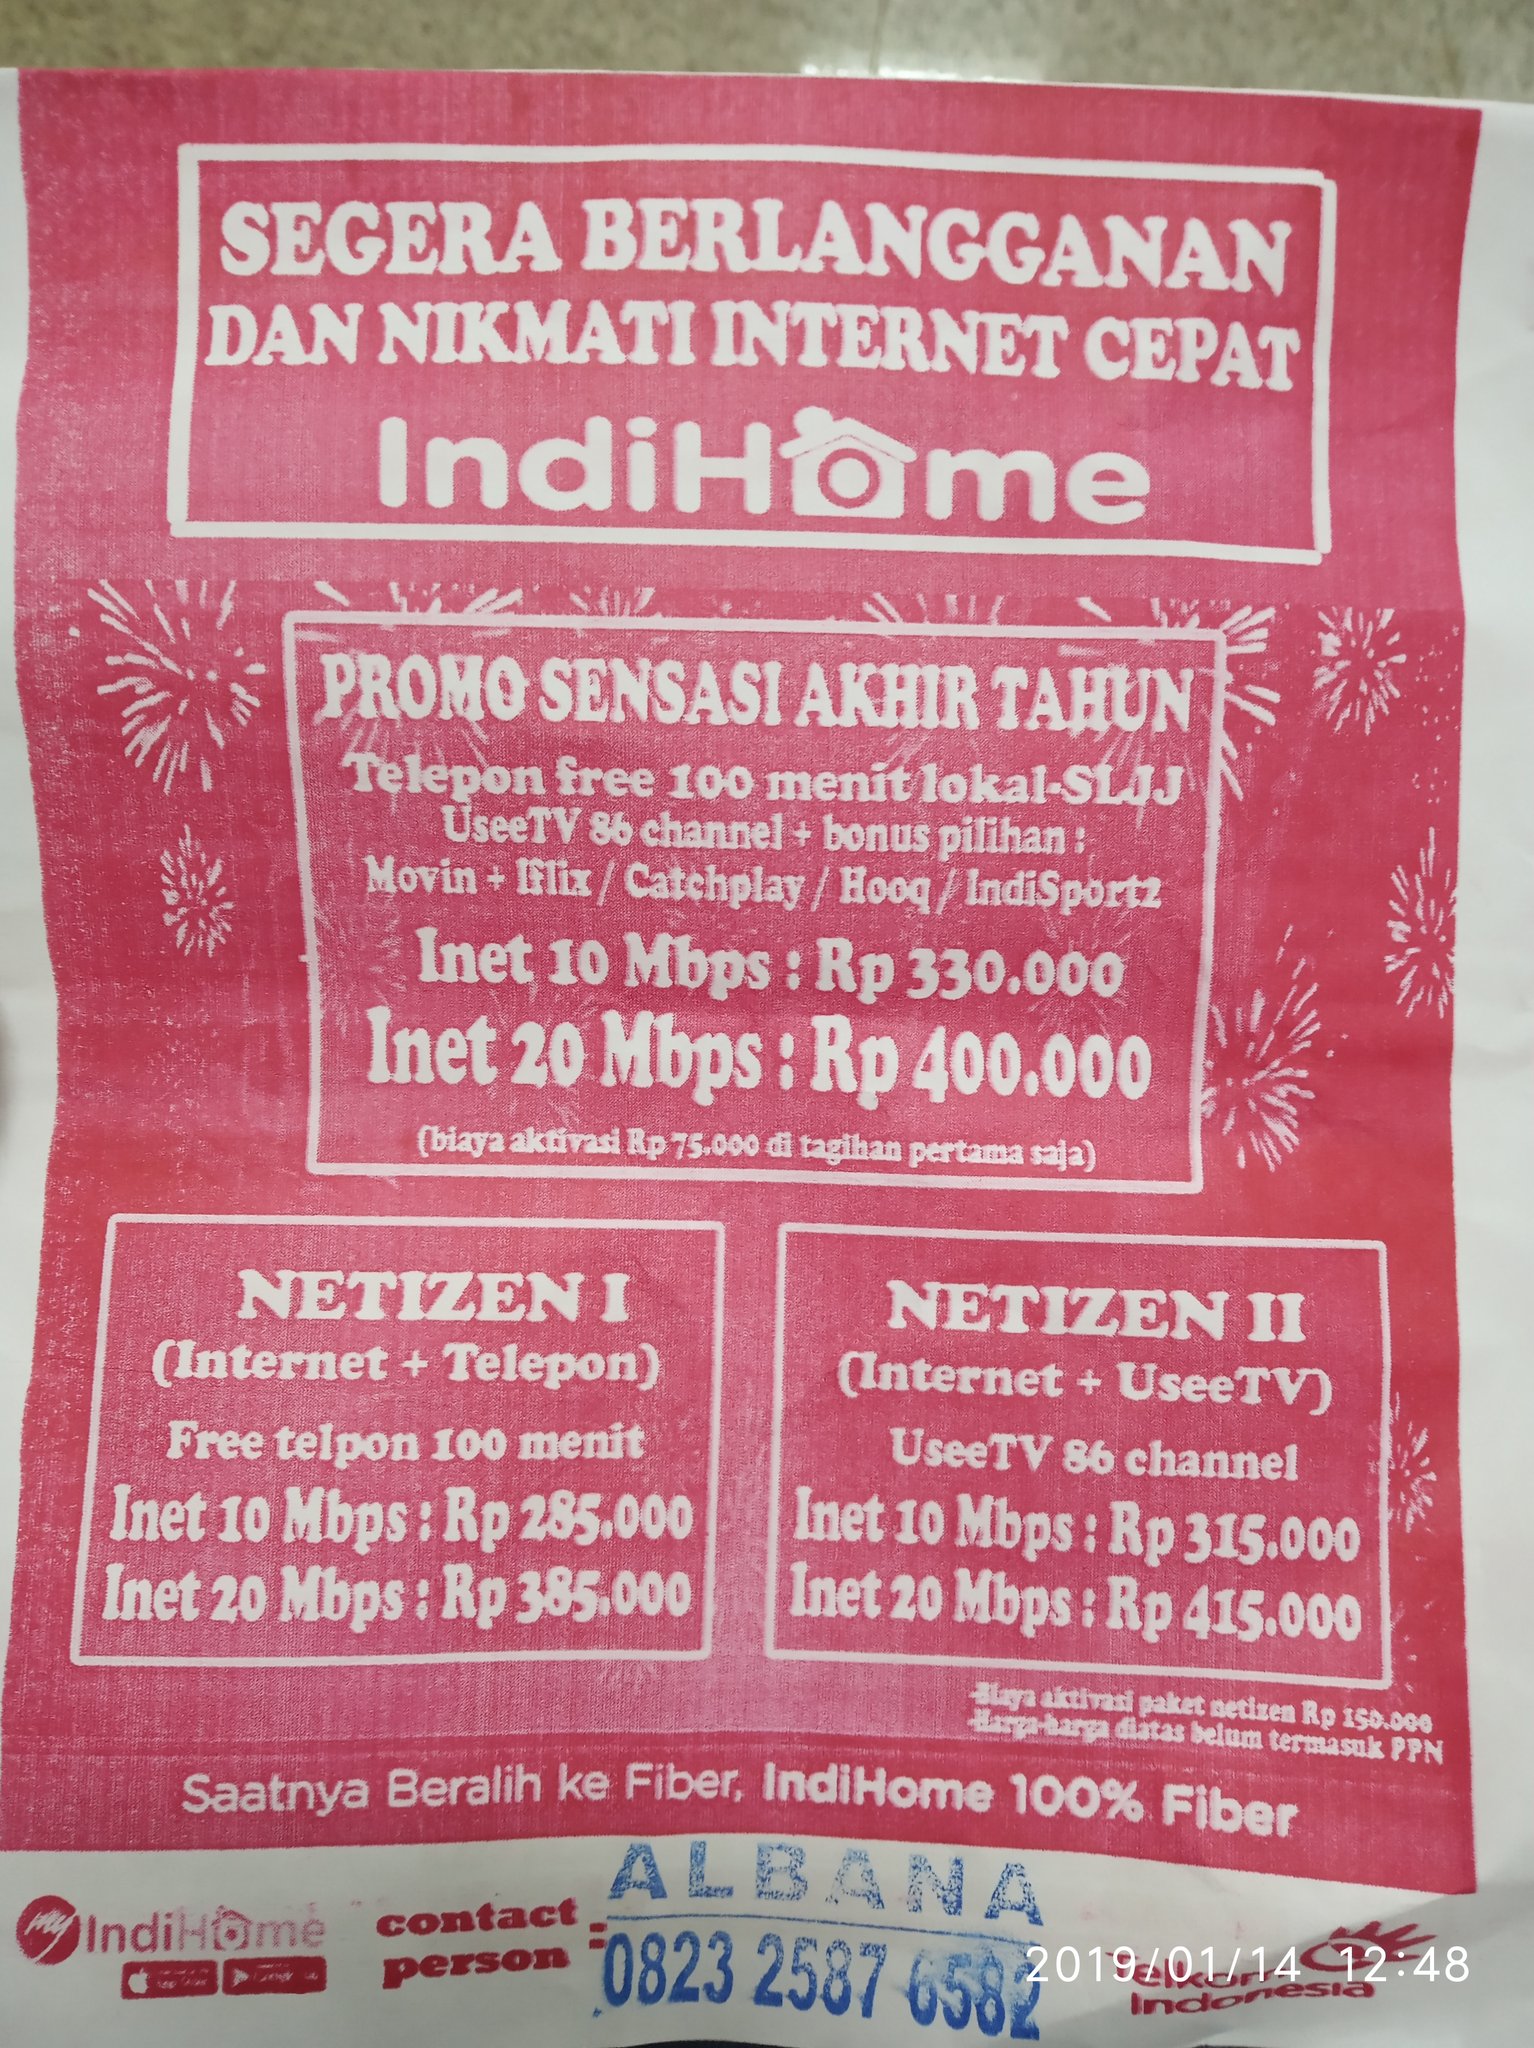 SEGERA BERLANGGANAN
DAN NIKMATI INTERNET CEPAT
IndiHome
PROMO SENSASI AKHIR TAHUN
Telepon free 100 menit lokal-SLJJ
UseeTV 86 channel + bonus pilihan :
Movin + Iflix / Catchplay / Hooq / IndiSport2
Inet 10 Mbps : Rp 330.000
Inet 20 Mbps : Rp 400.000
(biaya aktivasi Rp 75.000 di tagihan pertama saja)
NETIZEN I
(Internet + Telepon)
Free telpon 100 menit
Inet 10 Mbps : Rp 285.000
Inet 20 Mbps : Rp 385.000
NETIZEN II
(Internet + UseeTV)
UseeTV 86 channel
Inet 10 Mbps : Rp 315.000
Inet 20 Mbps : Rp 415.000
-Biaya aktivasi paket netizen Rp 150.000
-Harga-harga diatas belum termasuk PPN
Saatnya Beralih ke Fiber, IndiHome 100% Fiber
my IndiHome
contact person :
ALBANA
0823 2587 6582
Telkom
Indonesia
2019/01/14 12:48